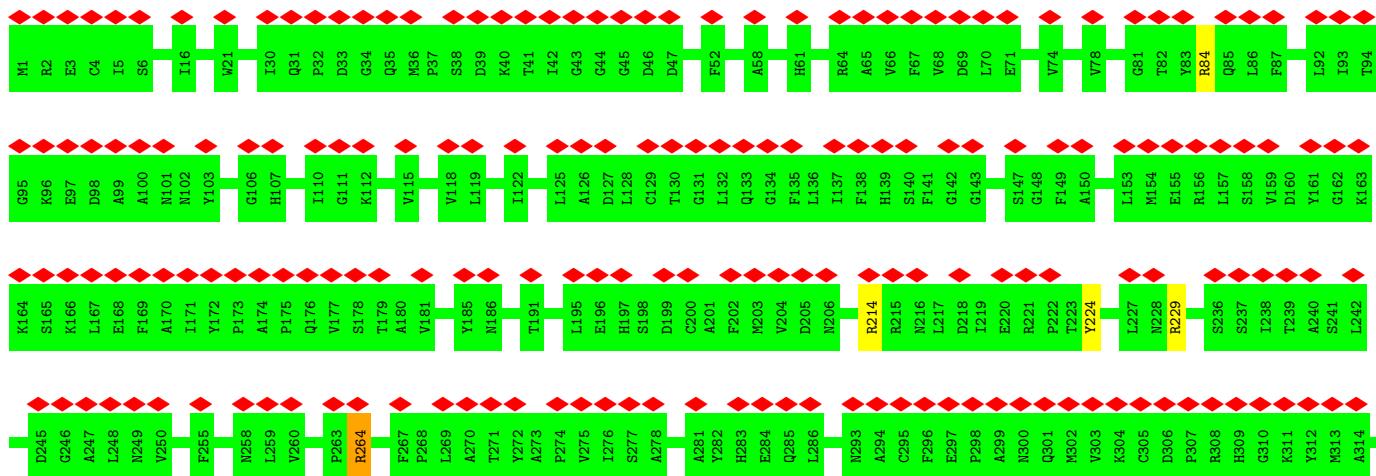 M1 R2 E3 C4 I5 S6 I16 W21 I30 Q31 P32 D33 G34 Q35 M36 P37 S38 D39 K40 T41 I42 G43 G44 G45 D46 D47 F52 A58 H61 R64 A65 V66 F67 V68 D69 L70 E71 V74 V78 G81 T82 Y83 R84 Q85 L86 F87 L92 I93 T94
G95 K96 E97 D98 A99 A100 N101 N102 Y103 G106 H107 I110 G111 K112 V115 V118 L119 I122 L125 A126 D127 L128 C129 T130 G131 L132 Q133 G134 F135 L136 I137 F138 H139 S140 F141 G142 G143 S147 G148 F149 A150 L153 M154 E155 R156 L157 S158 V159 D160 Y161 G162 K163
K164 S165 K166 L167 E168 F169 A170 I171 Y172 P173 A174 P175 Q176 V177 S178 T179 A180 V181 Y185 N186 T191 L195 E196 H197 S198 D199 C200 A201 F202 M203 V204 D205 N206 R214 R215 N216 L217 D218 I219 E220 R221 P222 T223 Y224 L227 N228 R229 S236 S237 I238 T239 A240 S241 L242
D245 G246 A247 L248 N249 V250 F255 N258 L259 V260 P263 R264 F267 P268 L269 A270 T271 Y272 A273 P274 V275 I276 S277 A278 A281 Y282 H283 E284 Q285 L286 N293 A294 C295 F296 E297 P298 A299 N300 Q301 M302 V303 K304 C305 D306 P307 R308 H309 G310 K311 Y312 M313 A314